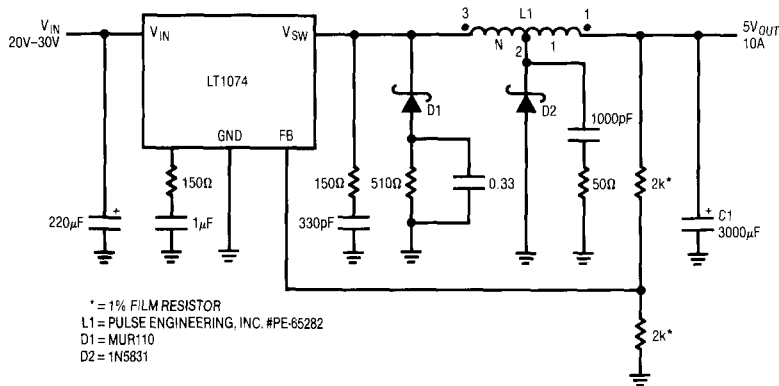 VIN
20V–30V
VIN
VSW
LT1074
GND
FB
3
L1
1
N
2
1
5VOUT
10A
D1
D2
1000pF
150Ω
150Ω
510Ω
0.33
50Ω
2k*
220µF
+
1µF
330pF
+
C1
3000µF
2k*
* = 1% FILM RESISTOR
L1 = PULSE ENGINEERING, INC. #PE-65282
D1 = MUR110
D2 = 1N5831